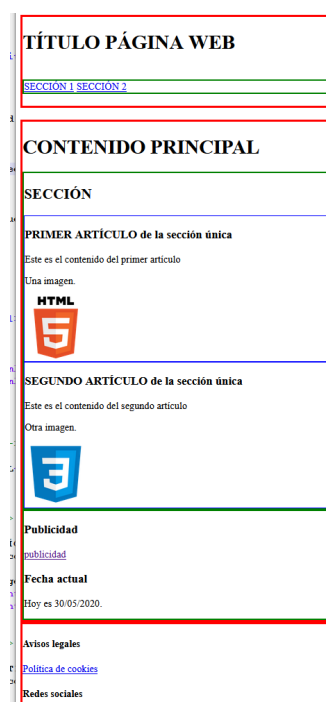 TÍTULO PÁGINA WEB
SECCIÓN 1 SECCIÓN 2
CONTENIDO PRINCIPAL
SECCIÓN
PRIMER ARTÍCULO de la sección única
Este es el contenido del primer artículo
Una imagen.
HTML
5
SEGUNDO ARTÍCULO de la sección única
Este es el contenido del segundo artículo
Otra imagen.
3
Publicidad
publicidad
Fecha actual
Hoy es 30/05/2020.
Avisos legales
Política de cookies
Redes sociales